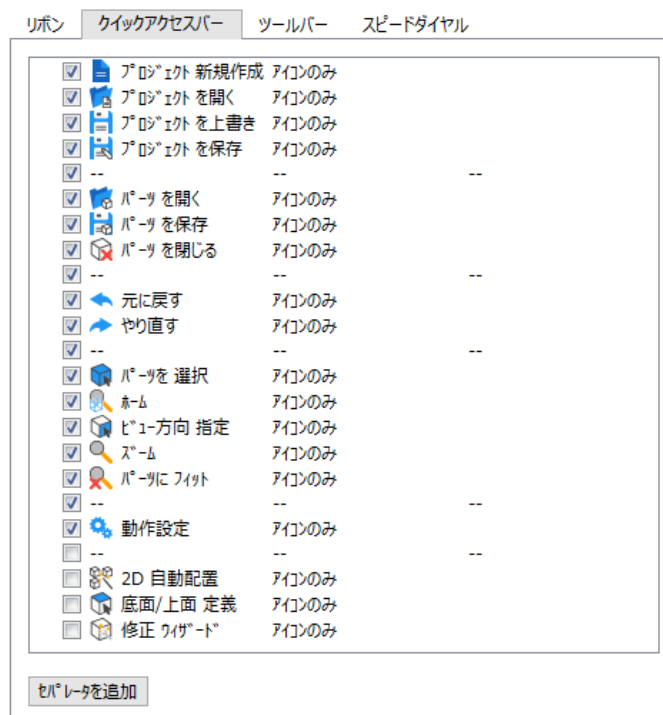 リボン クイックアクセスバー ツールバー スピードダイヤル
ﾌﾟﾛｼﾞｪｸﾄ 新規作成 ｱｲｺﾝのみ
ﾌﾟﾛｼﾞｪｸﾄ を開く ｱｲｺﾝのみ
ﾌﾟﾛｼﾞｪｸﾄ を上書き ｱｲｺﾝのみ
ﾌﾟﾛｼﾞｪｸﾄ を保存 ｱｲｺﾝのみ
-- -- --
ﾊﾟｰﾂ を開く ｱｲｺﾝのみ
ﾊﾟｰﾂ を保存 ｱｲｺﾝのみ
ﾊﾟｰﾂ を閉じる ｱｲｺﾝのみ
-- -- --
元に戻す ｱｲｺﾝのみ
やり直す ｱｲｺﾝのみ
-- -- --
ﾊﾟｰﾂを 選択 ｱｲｺﾝのみ
ﾎｰﾑ ｱｲｺﾝのみ
ﾋﾞｭｰ方向 指定 ｱｲｺﾝのみ
ｽﾞｰﾑ ｱｲｺﾝのみ
ﾊﾟｰﾂに ﾌｨｯﾄ ｱｲｺﾝのみ
-- -- --
動作設定 ｱｲｺﾝのみ
-- -- --
2D 自動配置 ｱｲｺﾝのみ
底面/上面 定義 ｱｲｺﾝのみ
修正 ｳｨｻﾞｰﾄﾞ ｱｲｺﾝのみ
ｾﾊﾟﾚｰﾀを追加